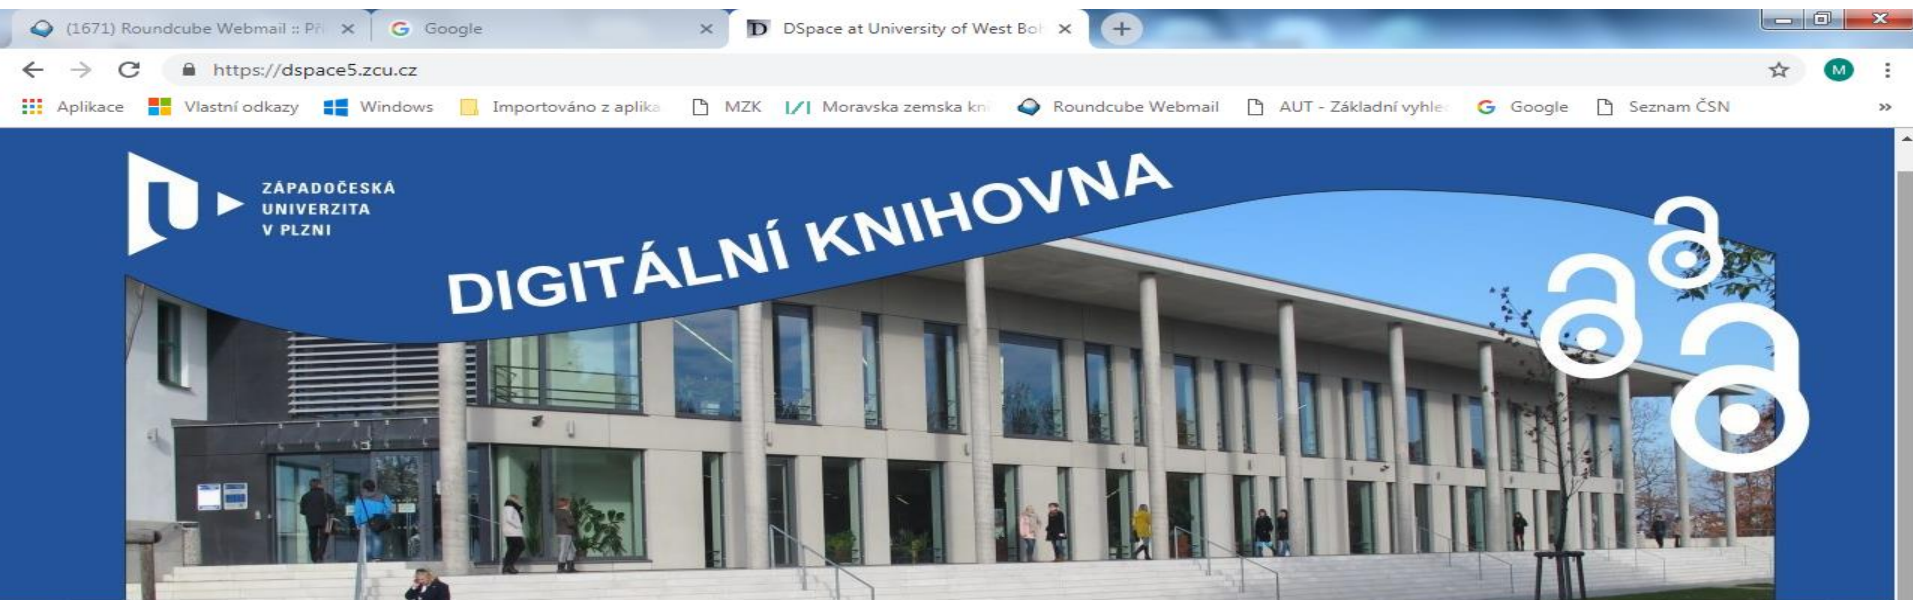 (1671) Roundcube Webmail :: Př
Google
DSpace at University of West Bo
https://dspace5.zcu.cz
M
Aplikace
Vlastní odkazy
Windows
Importováno z aplika
MZK
Moravska zemska kni
Roundcube Webmail
AUT - Základní vyhle
Google
Seznam ČSN
»
ZÁPADOČESKÁ
UNIVERZITA
V PLZNI
DIGITÁLNÍ KNIHOVNA